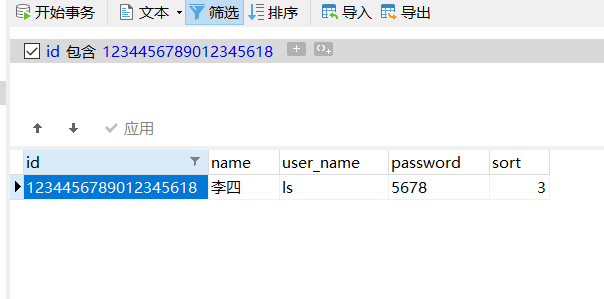 开始事务 文本 筛选 排序 导入 导出
id 包含 1234456789012345618
应用
id name user_name password sort
1234456789012345618 李四 ls 5678 3